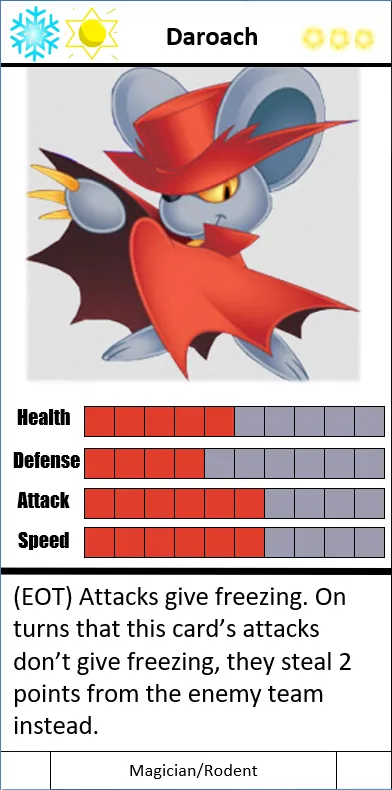 Daroach
Health
Defense
Attack
Speed
(EOT) Attacks give freezing. On
turns that this card’s attacks
don’t give freezing, they steal 2
points from the enemy team
instead.
Magician/Rodent